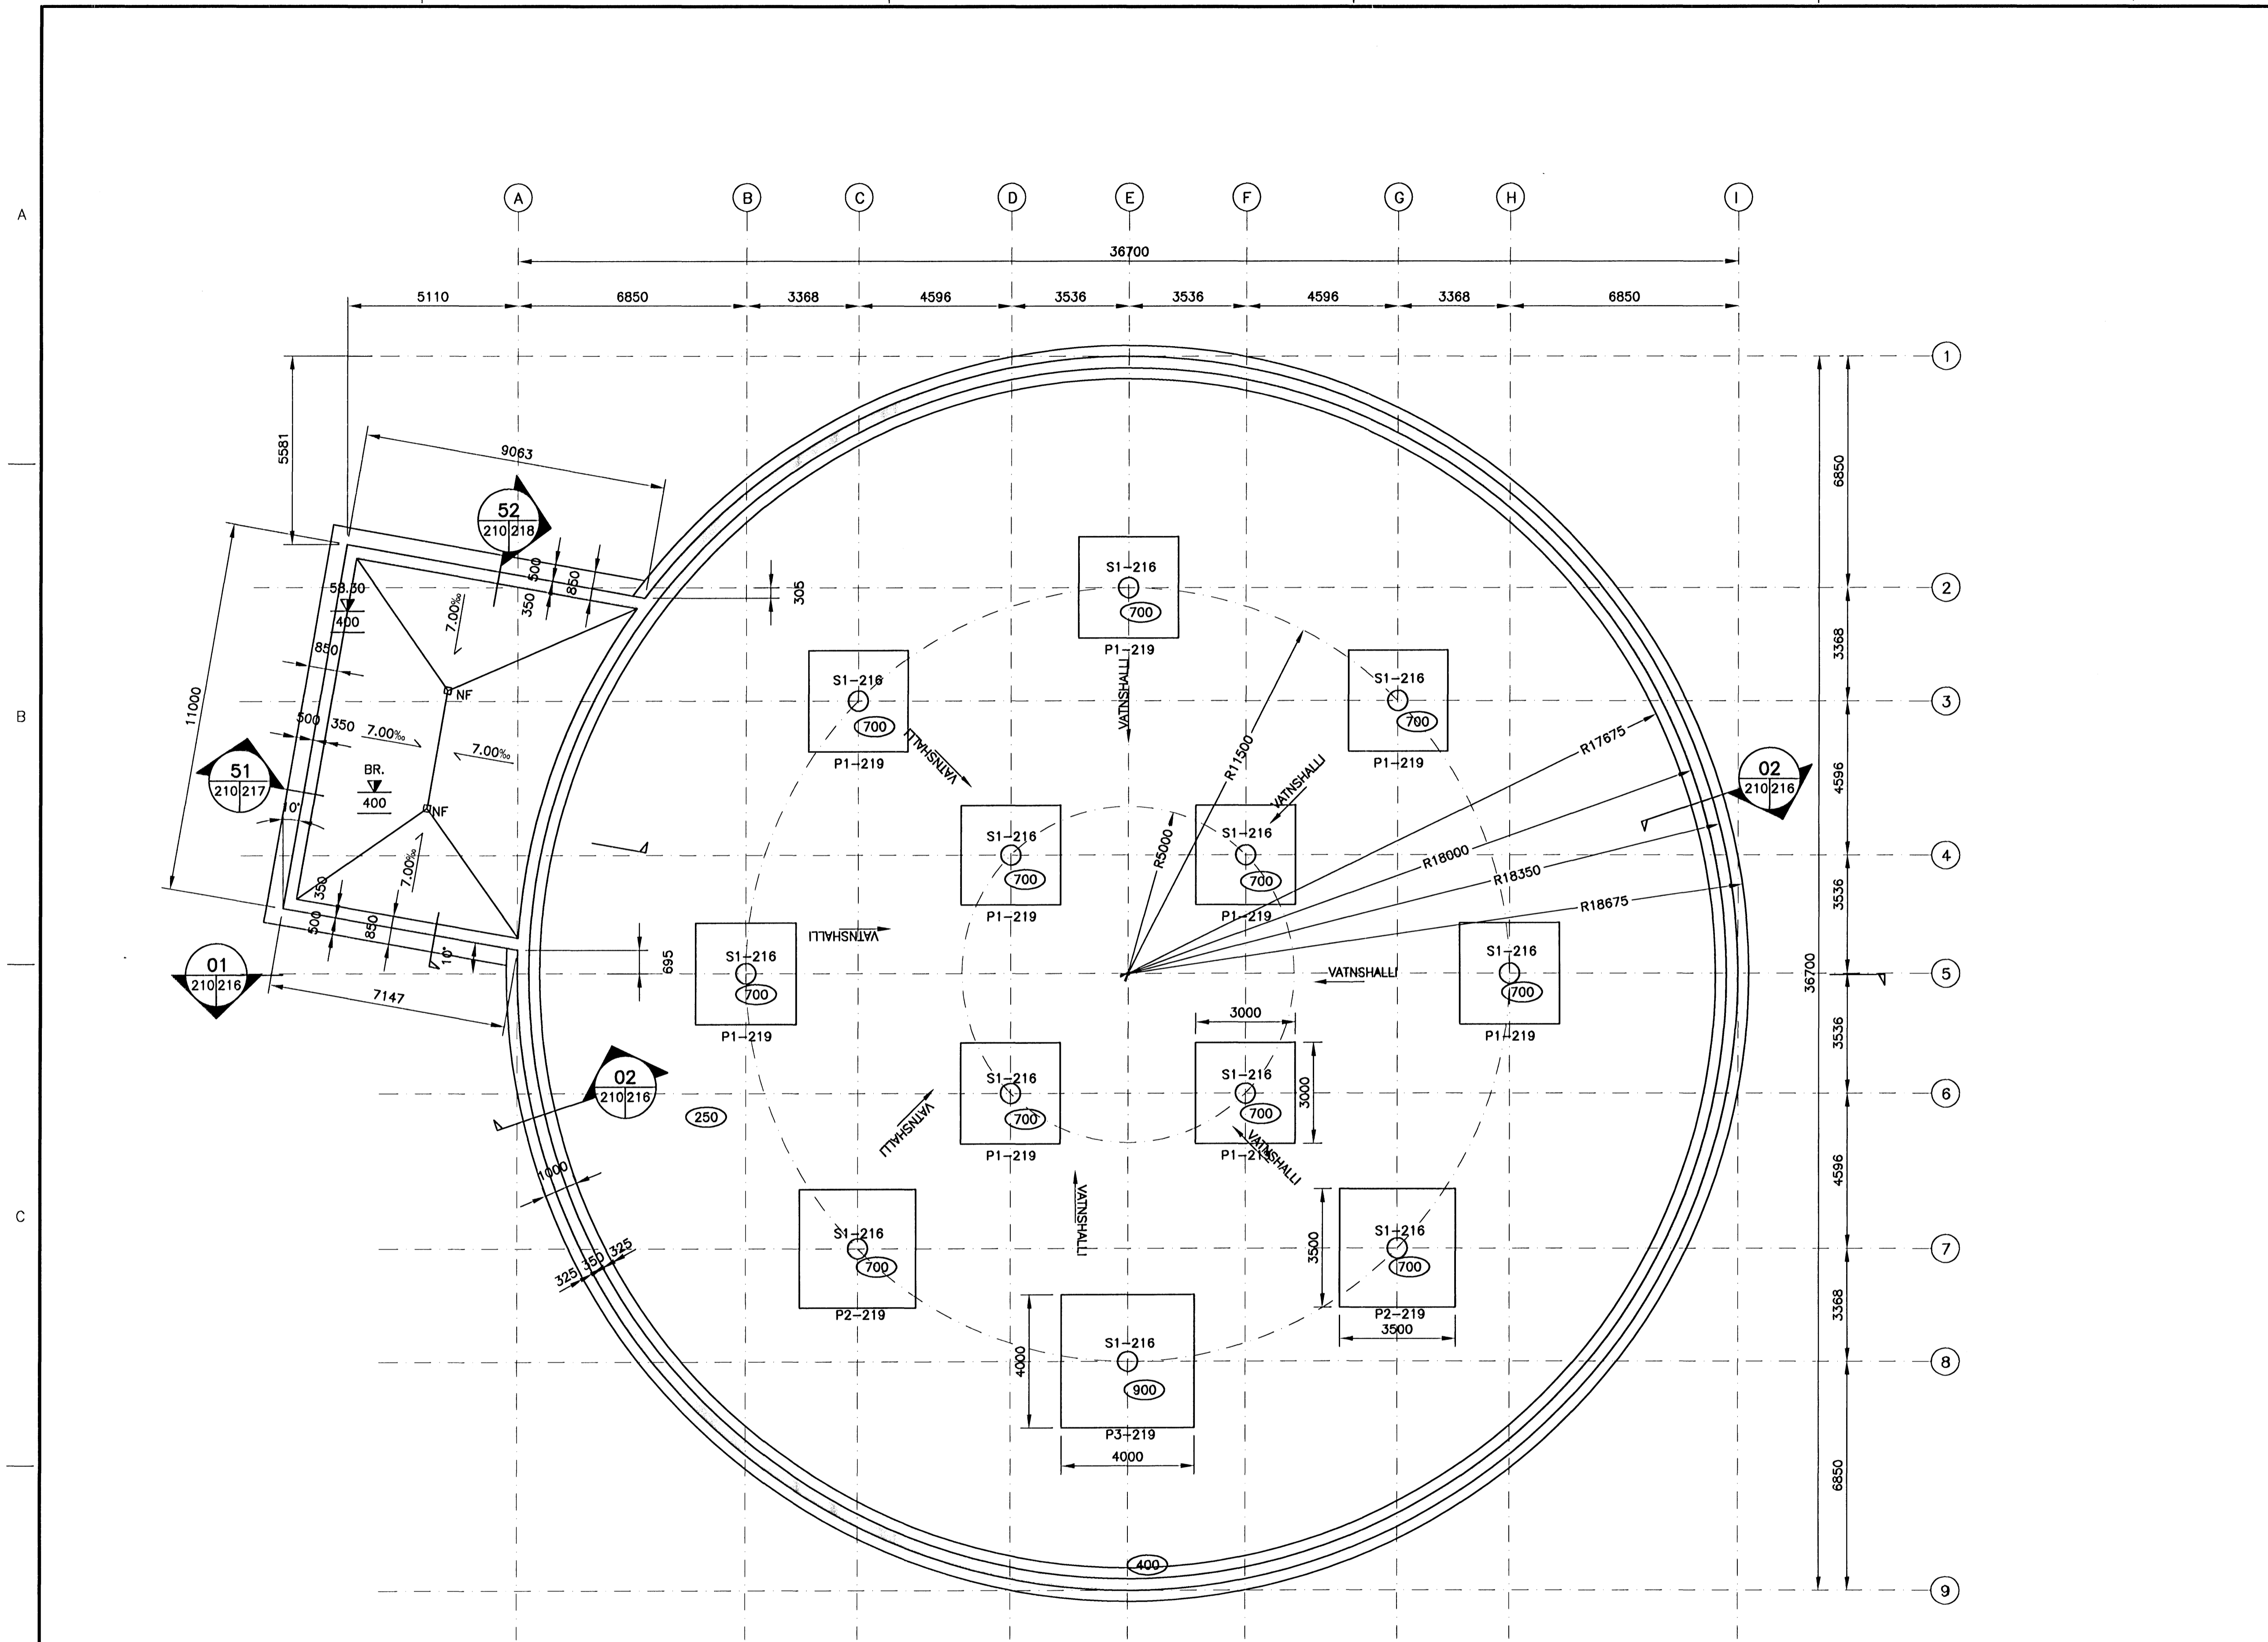 A
B
C
D
E
F
G
H
I
36700
5110
6850
3368
4596
3536
3536
4596
3368
6850
A
1
5581
9063
6850
52
210 218
500
850
350
S1-216
700
P1-219
305
2
58.30
400
7.00‰
850
NF
3368
S1-216
700
P1-219
VATNSHALLI
S1-216
700
P1-219
3
B
11000
500
350
7.00‰
7.00‰
VATNSHALLI
R11500
VATNSHALLI
R17675
4596
51
210 217
10°
BR.
400
NF
02
210 216
S1-216
700
P1-219
R5000
S1-216
700
P1-219
R18000
R18350
R18675
4
350
7.00‰
500
850
10°
3536
VATNSHALLI
01
210 216
7147
695
S1-216
700
P1-219
VATNSHALLI
S1-216
700
P1-219
36700
5
3000
3536
02
210 216
250
S1-216
700
P1-219
VATNSHALLI
S1-216
700
3000
VATNSHALLI
6
1000
VATNSHALLI
4596
C
325 350 325
S1-216
700
P2-219
3500
S1-216
700
P2-219
3500
7
3368
4000
S1-216
900
P3-219
4000
8
6850
400
9